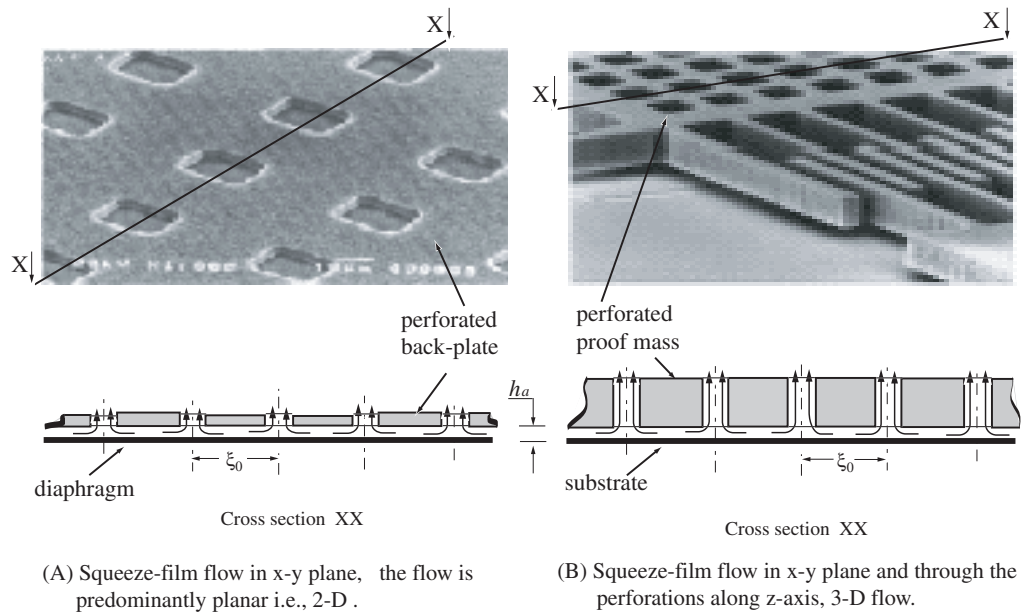 X
X
X
X
perforated
back-plate
perforated
proof mass
ha
ξ0
ξ0
diaphragm
substrate
Cross section XX
Cross section XX
(A) Squeeze-film flow in x-y plane, the flow is
predominantly planar i.e., 2-D .
(B) Squeeze-film flow in x-y plane and through the
perforations along z-axis, 3-D flow.